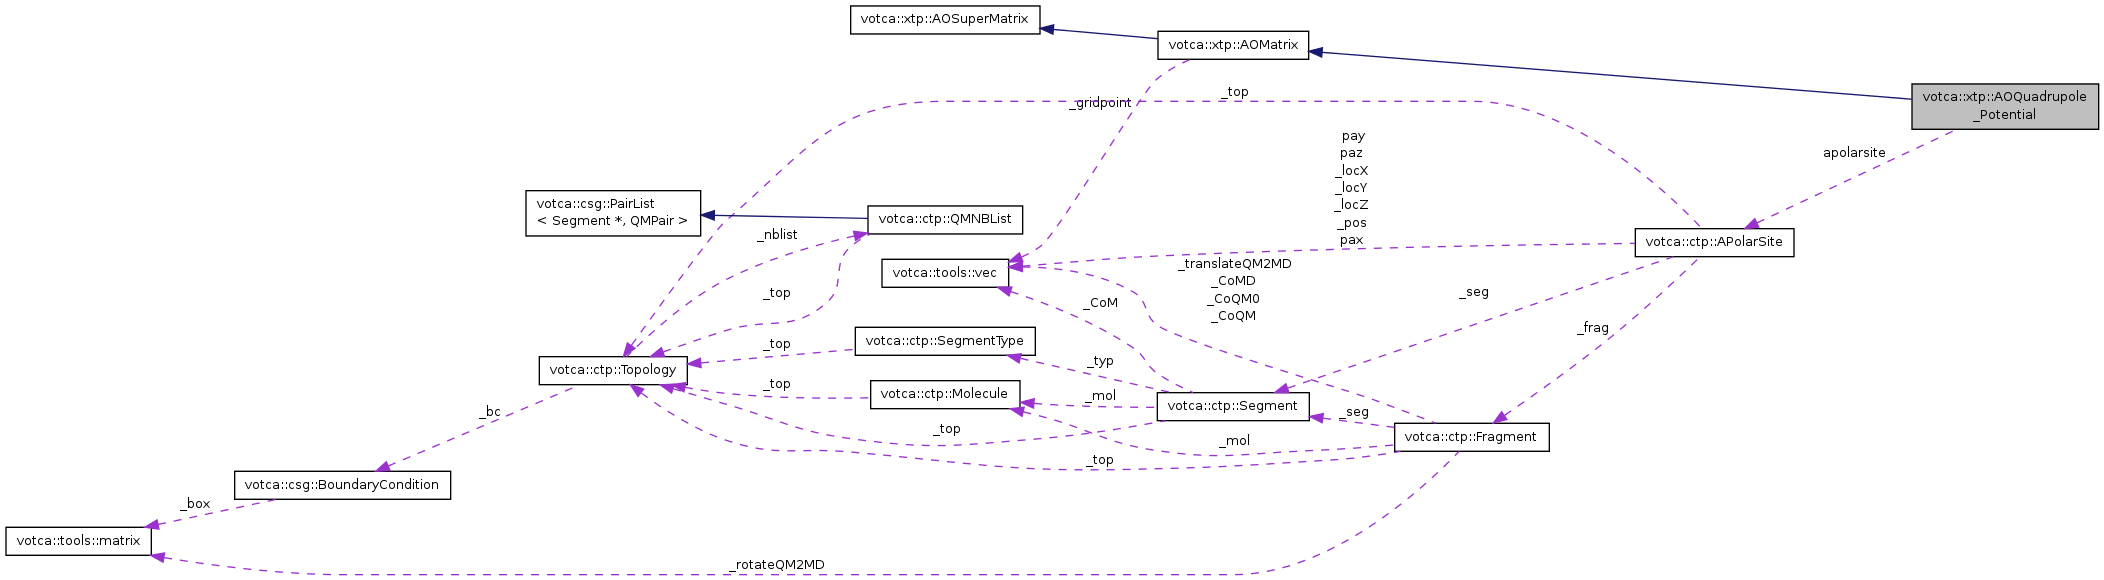 votca::xtp::AOSuperMatrix
votca::xtp::AOMatrix
_top
_gridpoint
votca::xtp::AOQuadrupole
_Potential
pay
paz
_locX
_locY
_locZ
_pos
pax
apolarsite
votca::csg::PairList
< Segment *, QMPair >
votca::ctp::QMNBList
_nblist
votca::ctp::APolarSite
votca::tools::vec
_translateQM2MD
_CoMD
_CoQM0
_CoQM
_top
_CoM
_seg
_frag
votca::ctp::SegmentType
_top
_typ
votca::ctp::Topology
_top
votca::ctp::Molecule
_mol
votca::ctp::Segment
_bc
_seg
_top
_mol
votca::ctp::Fragment
_top
votca::csg::BoundaryCondition
_box
votca::tools::matrix
_rotateQM2MD